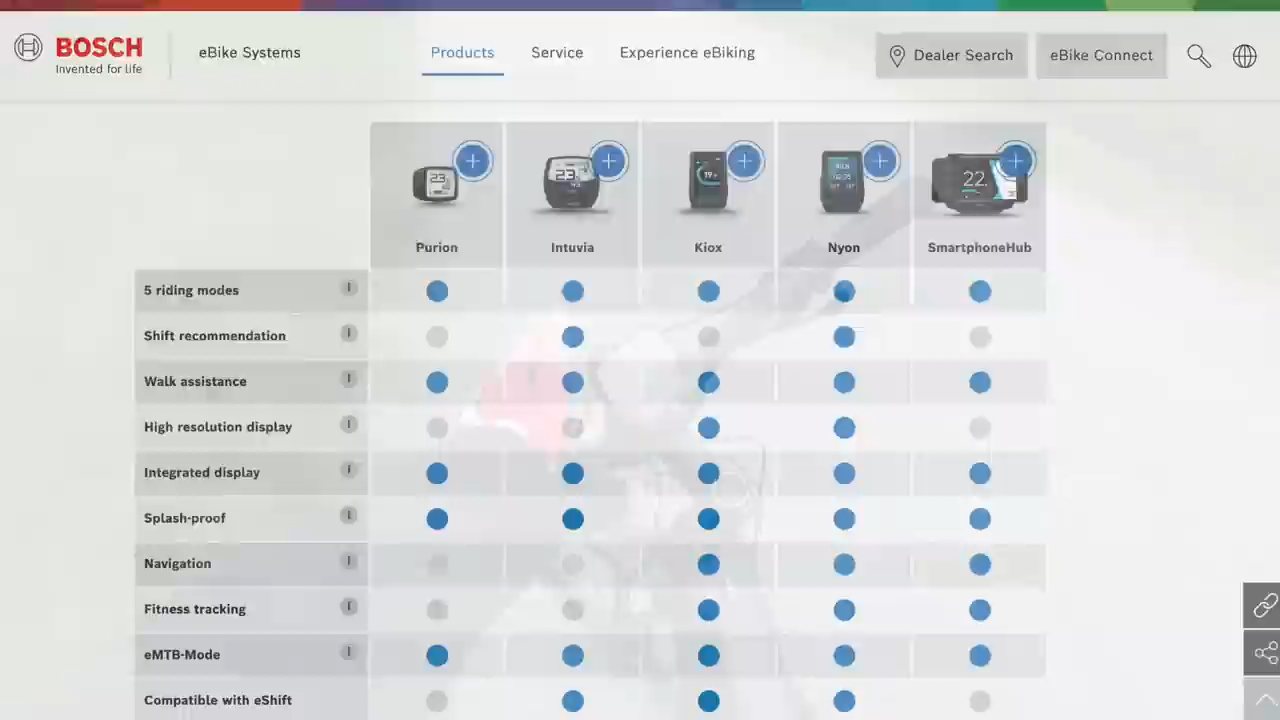 BOSCH
Invented for life
eBike Systems
Products
Service
Experience eBiking
Dealer Search
eBike Connect
Purion
Intuvia
Kiox
Nyon
SmartphoneHub
5 riding modes
Shift recommendation
Walk assistance
High resolution display
Integrated display
Splash-proof
Navigation
Fitness tracking
eMTB-Mode
Compatible with eShift